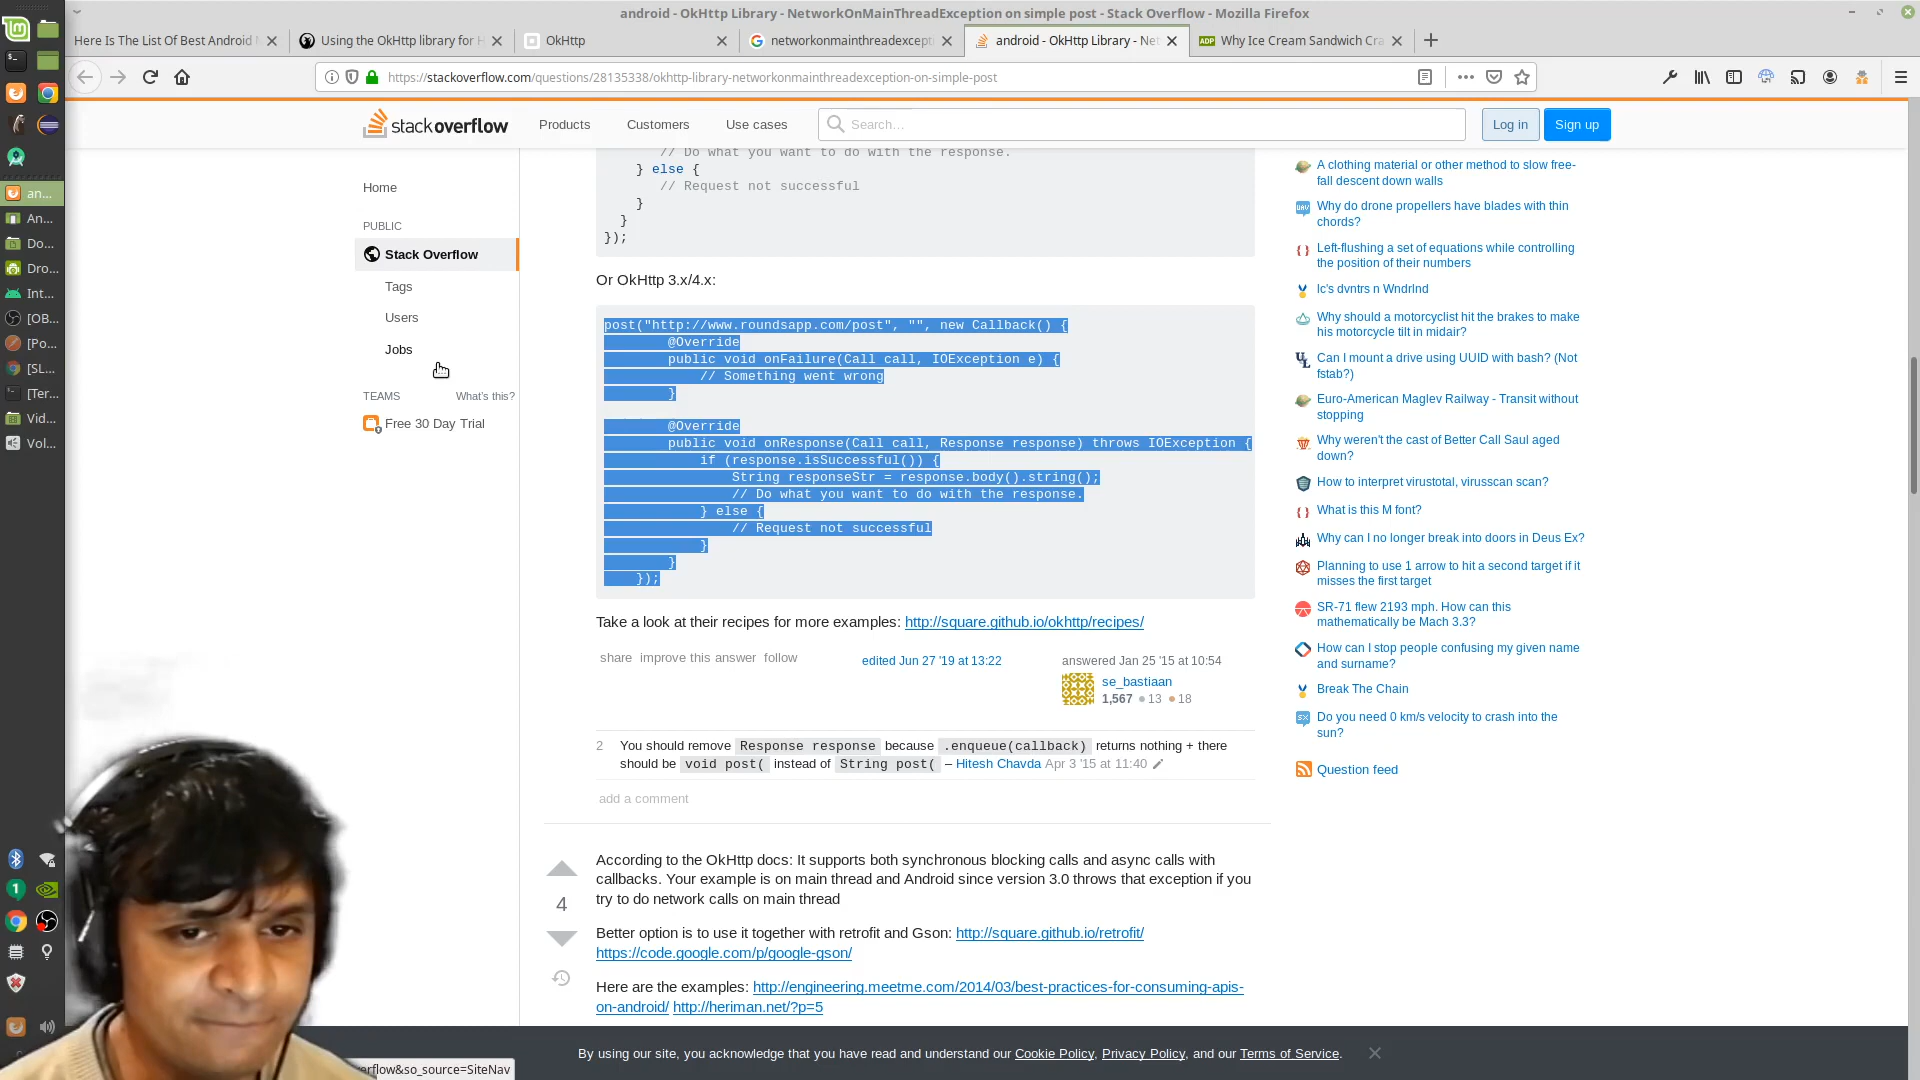 android - OkHttp Library - NetworkOnMainThreadException on simple post - Stack Overflow - Mozilla Firefox
Here Is The List Of Best Android
Using the OkHttp library for H
OkHttp
networkonmainthreadexcepti
android - OkHttp Library - Net
ADP Why Ice Cream Sandwich Cra
https://stackoverflow.com/questions/28135338/okhttp-library-networkonmainthreadexception-on-simple-post
stackoverflow
Products
Customers
Use cases
Search...
Log in
Sign up
an...
An...
Do...
Dro...
Int...
[OB...
[Po...
[SL...
[Ter...
Vid...
Vol...
Home
PUBLIC
Stack Overflow
Tags
Users
Jobs
TEAMS What's this?
Free 30 Day Trial
// Do what you want to do with the response.
} else {
// Request not successful
}
}
});
Or OkHttp 3.x/4.x:
post("http://www.roundsapp.com/post", "", new Callback() {
@Override
public void onFailure(Call call, IOException e) {
// Something went wrong
}
@Override
public void onResponse(Call call, Response response) throws IOException {
if (response.isSuccessful()) {
String responseStr = response.body().string();
// Do what you want to do with the response.
} else {
// Request not successful
}
}
});
Take a look at their recipes for more examples: http://square.github.io/okhttp/recipes/
share improve this answer follow
edited Jun 27 '19 at 13:22
answered Jan 25 '15 at 10:54
se_bastiaan
1,567 13 18
2 You should remove Response response because .enqueue(callback) returns nothing + there
should be void post( instead of String post( – Hitesh Chavda Apr 3 '15 at 11:40
add a comment
According to the OkHttp docs: It supports both synchronous blocking calls and async calls with
callbacks. Your example is on main thread and Android since version 3.0 throws that exception if you
4
try to do network calls on main thread
Better option is to use it together with retrofit and Gson: http://square.github.io/retrofit/
https://code.google.com/p/google-gson/
Here are the examples: http://engineering.meetme.com/2014/03/best-practices-for-consuming-apis-
on-android/ http://heriman.net/?p=5
A clothing material or other method to slow free-
fall descent down walls
Why do drone propellers have blades with thin
chords?
Left-flushing a set of equations while controlling
the position of their numbers
lc's dvntrs n Wndrlnd
Why should a motorcyclist hit the brakes to make
his motorcycle tilt in midair?
Can I mount a drive using UUID with bash? (Not
fstab?)
Euro-American Maglev Railway - Transit without
stopping
Why weren't the cast of Better Call Saul aged
down?
How to interpret virustotal, virusscan scan?
What is this M font?
Why can I no longer break into doors in Deus Ex?
Planning to use 1 arrow to hit a second target if it
misses the first target
SR-71 flew 2193 mph. How can this
mathematically be Mach 3.3?
How can I stop people confusing my given name
and surname?
Break The Chain
Do you need 0 km/s velocity to crash into the
sun?
Question feed
By using our site, you acknowledge that you have read and understand our Cookie Policy, Privacy Policy, and our Terms of Service.
erflow&so_source=SiteNav